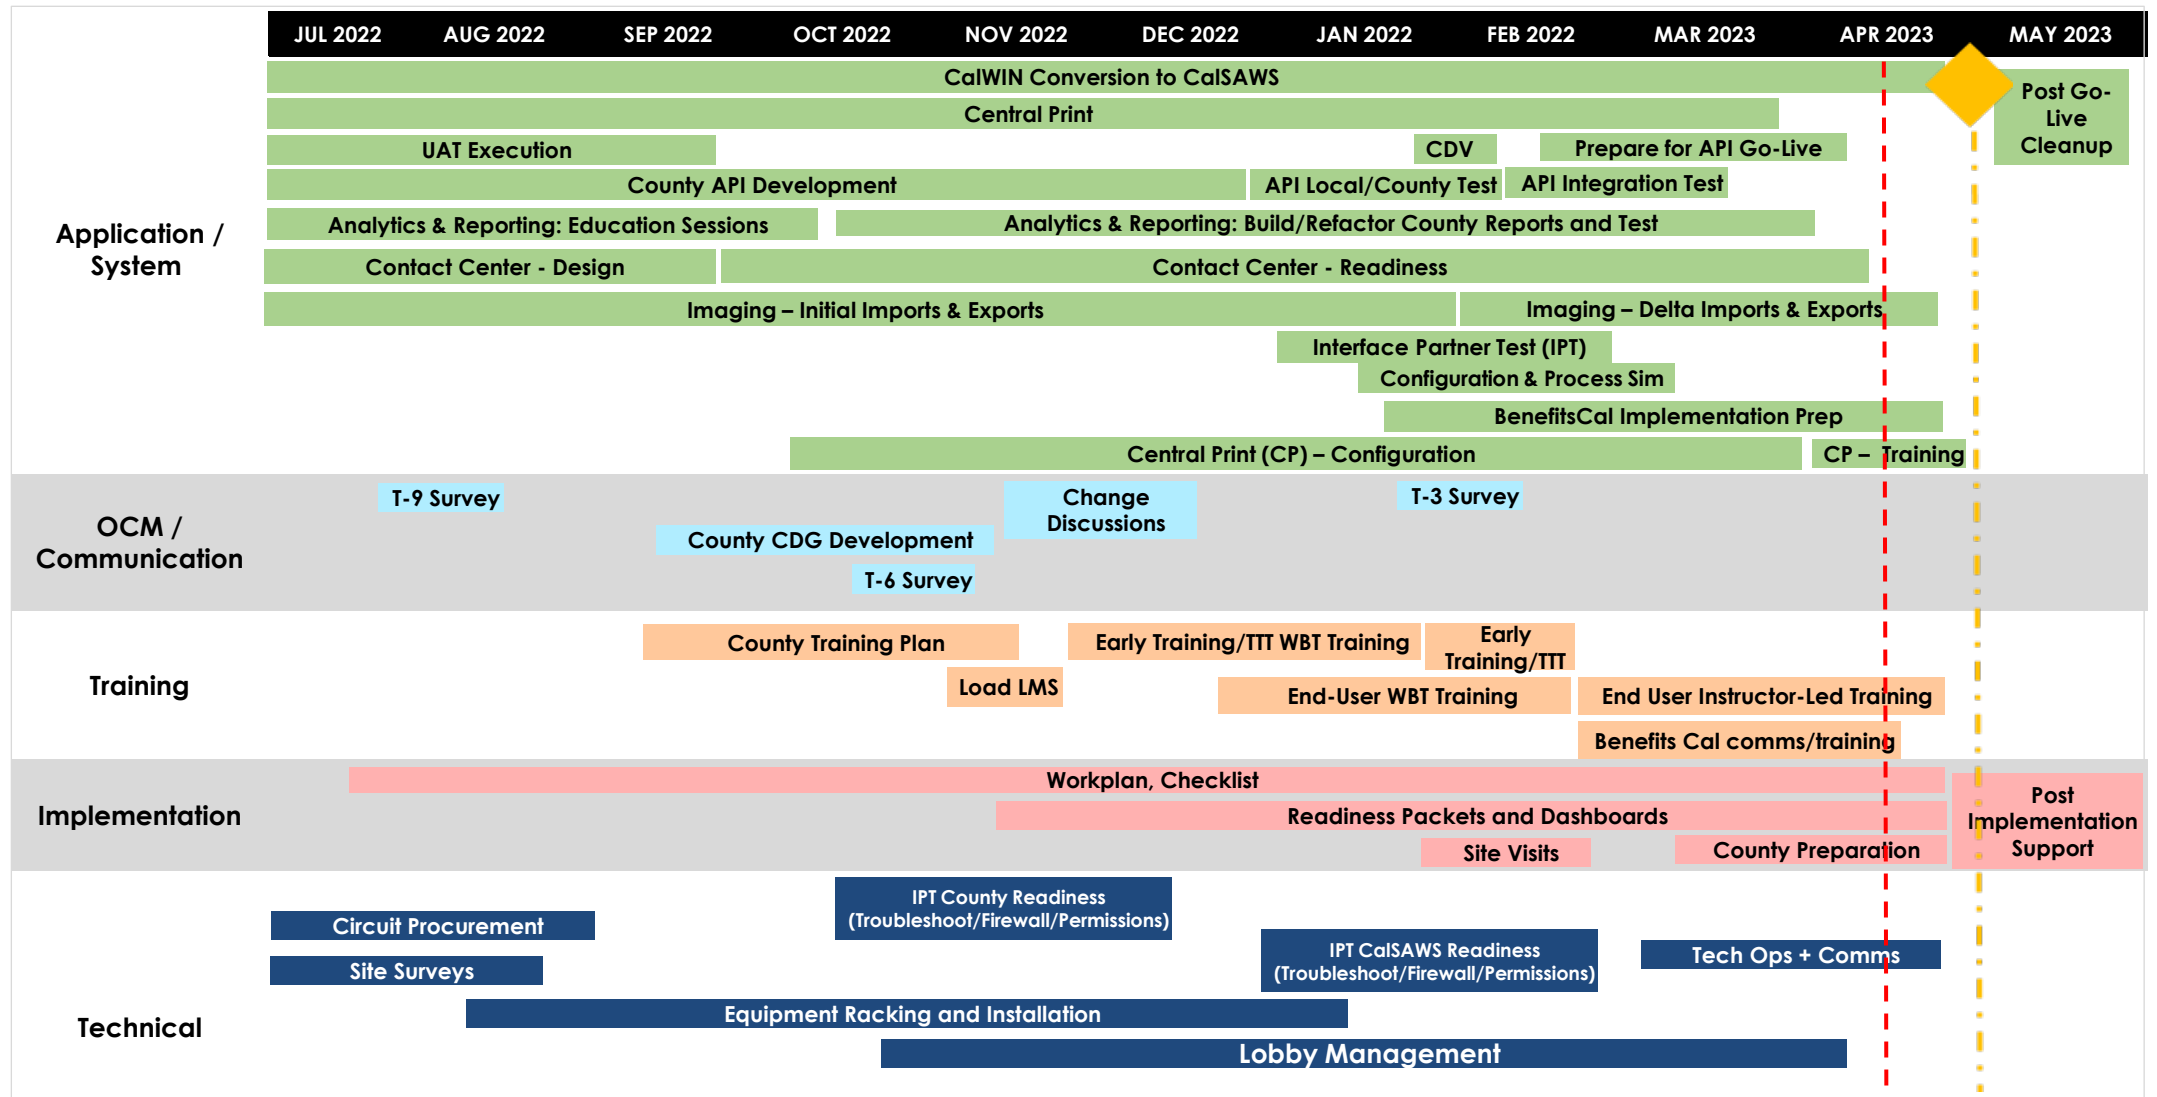 JUL 2022 AUG 2022 SEP 2022 OCT 2022 NOV 2022 DEC 2022 JAN 2022 FEB 2022 MAR 2023 APR 2023 MAY 2023
Application /
System
CalWIN Conversion to CalSAWS
Post Go-
Live
Cleanup
Central Print
UAT Execution
CDV
Prepare for API Go-Live
County API Development
API Local/County Test
API Integration Test
Analytics & Reporting: Education Sessions
Analytics & Reporting: Build/Refactor County Reports and Test
Contact Center - Design
Contact Center - Readiness
Imaging – Initial Imports & Exports
Imaging – Delta Imports & Exports
Interface Partner Test (IPT)
Configuration & Process Sim
BenefitsCal Implementation Prep
Central Print (CP) – Configuration
CP – Training
OCM /
Communication
T-9 Survey
Change
Discussions
T-3 Survey
County CDG Development
T-6 Survey
Training
County Training Plan
Early Training/TTT WBT Training
Early
Training/TTT
Load LMS
End-User WBT Training
End User Instructor-Led Training
Benefits Cal comms/training
Implementation
Workplan, Checklist
Readiness Packets and Dashboards
Site Visits
County Preparation
Post
Implementation
Support
Technical
IPT County Readiness
(Troubleshoot/Firewall/Permissions)
Circuit Procurement
IPT CalSAWS Readiness
(Troubleshoot/Firewall/Permissions)
Tech Ops + Comms
Site Surveys
Equipment Racking and Installation
Lobby Management